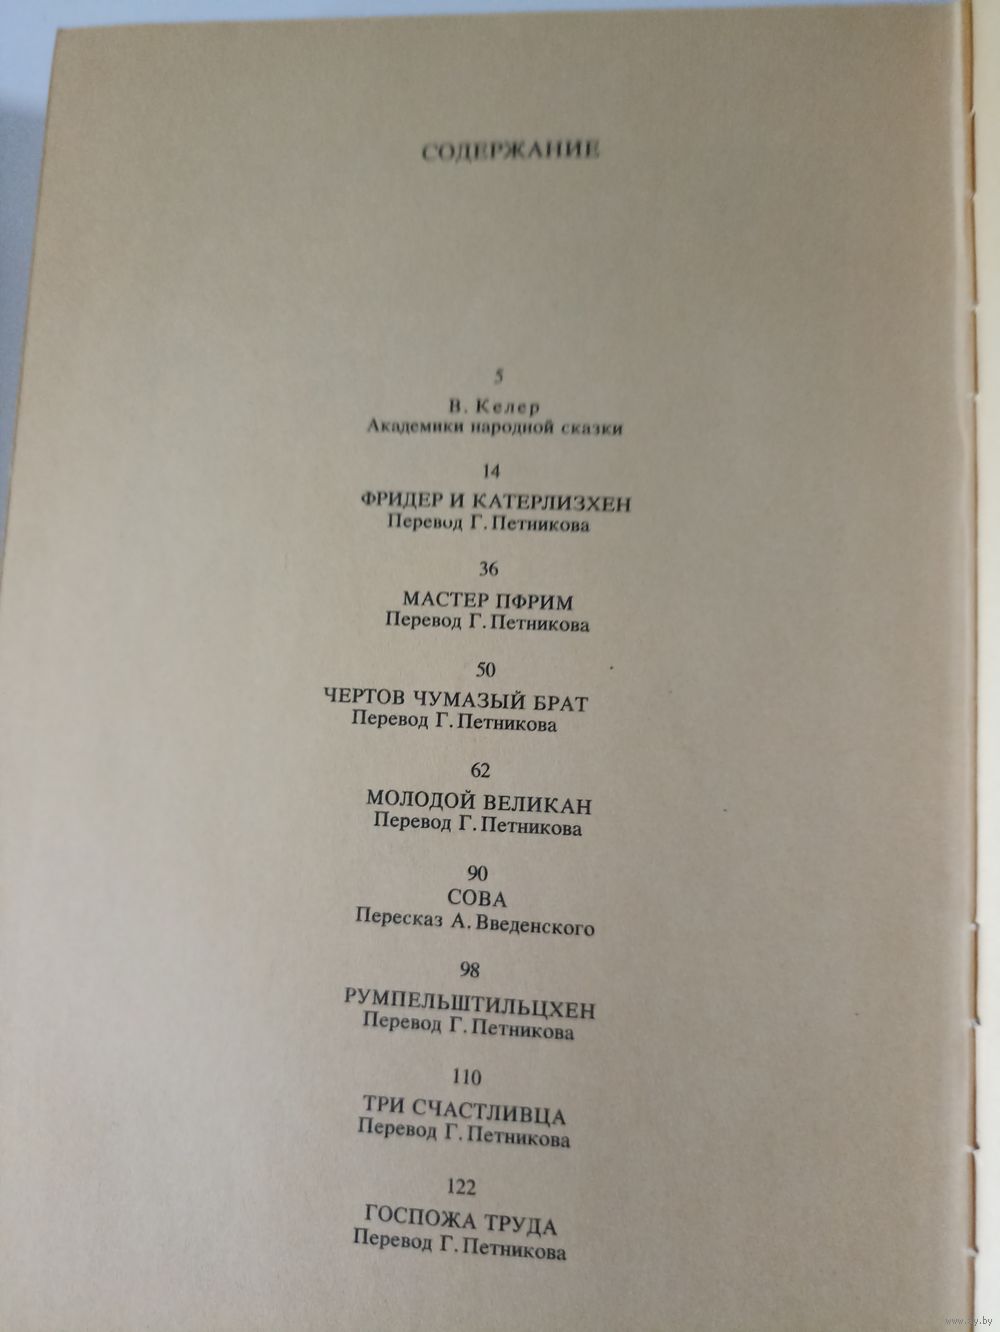 СОДЕРЖАНИЕ
5
В. Келер
Академики народной сказки
14
ФРИДЕР И КАТЕРЛИЗХЕН
Перевод Г. Петникова
36
МАСТЕР ПФРИМ
Перевод Г. Петникова
50
ЧЕРТОВ ЧУМАЗЫЙ БРАТ
Перевод Г. Петникова
62
МОЛОДОЙ ВЕЛИКАН
Перевод Г. Петникова
90
СОВА
Пересказ А. Введенского
98
РУМПЕЛЬШТИЛЬЦХЕН
Перевод Г. Петникова
110
ТРИ СЧАСТЛИВЦА
Перевод Г. Петникова
122
ГОСПОЖА ТРУДА
Перевод Г. Петникова